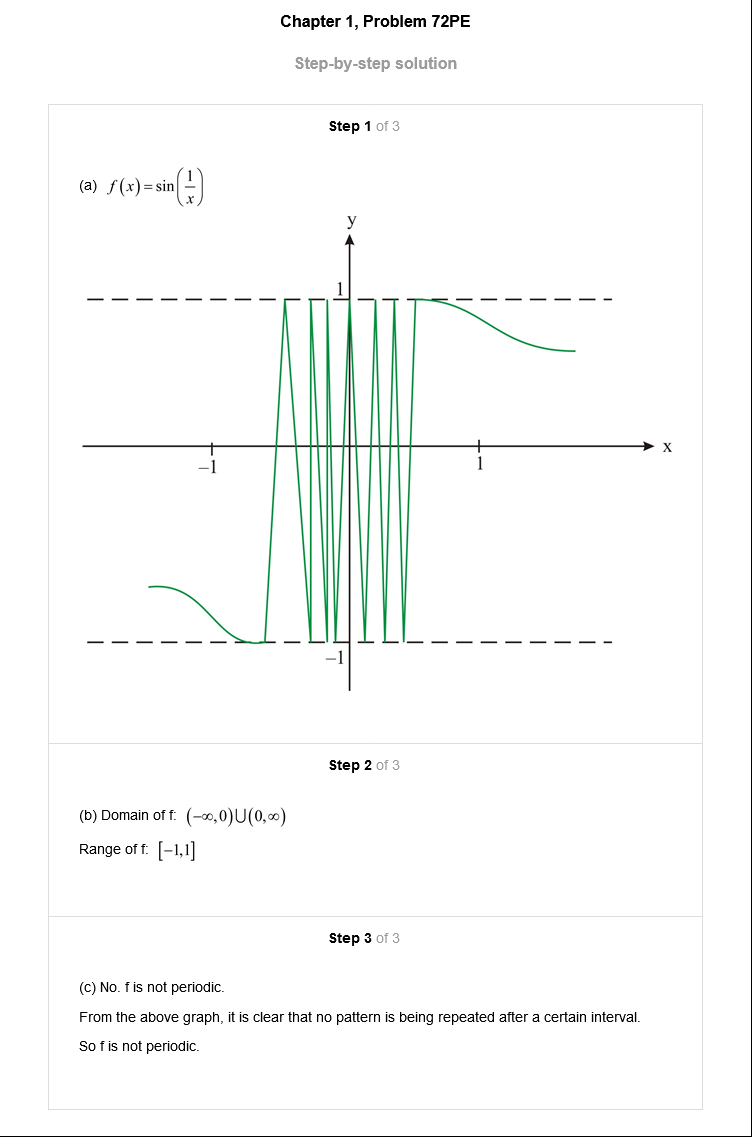 Chapter 1, Problem 72PE
Step-by-step solution
Step 1 of 3
(a) f(x)=sin(1/x)
y
1
x
−1
1
−1
Step 2 of 3
(b) Domain of f: (−∞,0)∪(0,∞)
Range of f: [−1,1]
Step 3 of 3
(c) No. f is not periodic.
From the above graph, it is clear that no pattern is being repeated after a certain interval.
So f is not periodic.